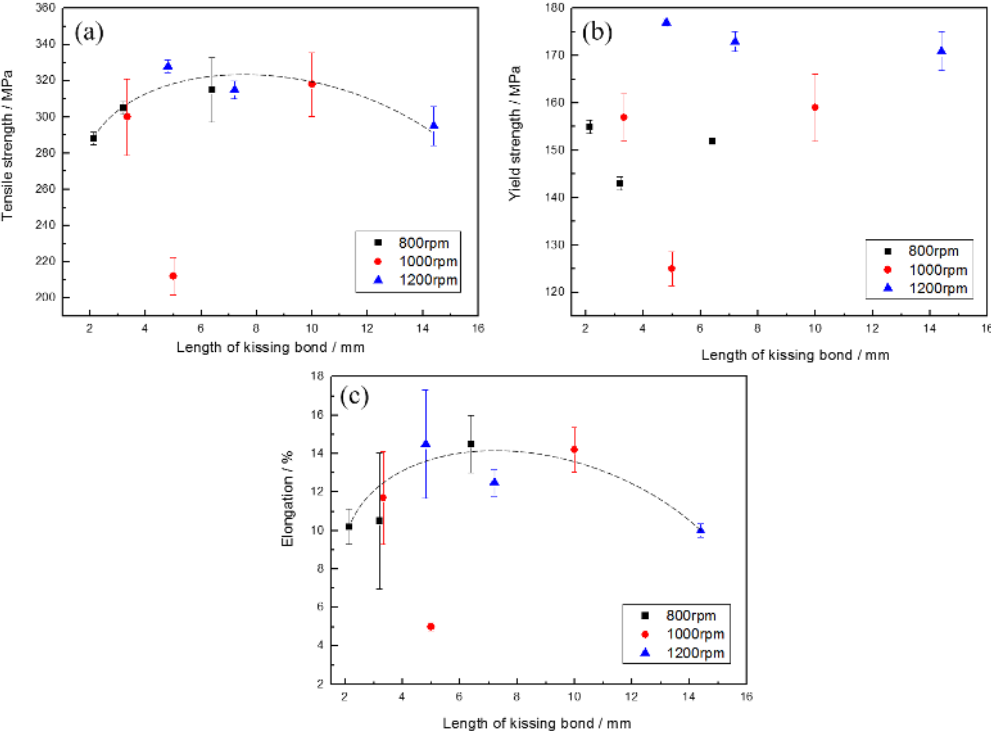 (a)
Tensile strength / MPa
360
340
320
300
280
260
240
220
200
2 4 6 8 10 12 14 16
Length of kissing bond / mm
800rpm
1000rpm
1200rpm
(b)
Yield strength / MPa
180
170
160
150
140
130
120
2 4 6 8 10 12 14 16
Length of kissing bond / mm
800rpm
1000rpm
1200rpm
(c)
Elongation / %
18
16
14
12
10
8
6
4
2
2 4 6 8 10 12 14 16
Length of kissing bond / mm
800rpm
1000rpm
1200rpm